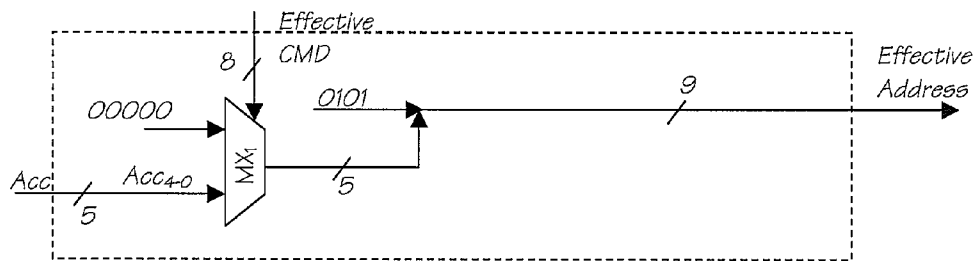 Effective
CMD
8
00000
0101
9
Effective
Address
MX1
Acc
5
Acc4-0
5